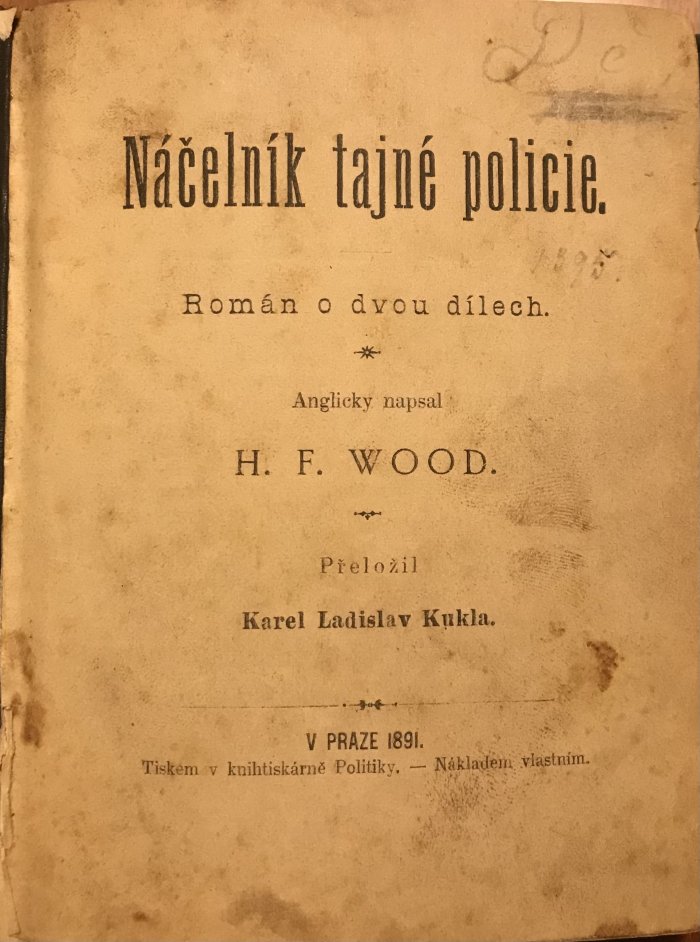 Náčelník tajné policie.
Román o dvou dílech.
Anglicky napsal
H. F. WOOD.
Přeložil
Karel Ladislav Kukla.
V PRAZE 1891.
Tiskem v knihtiskárně Politiky. — Nákladem vlastním.